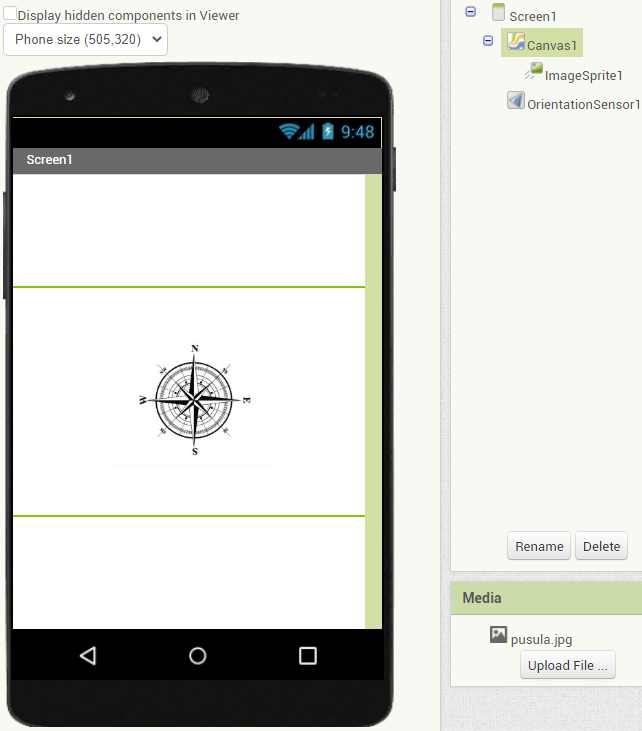 Display hidden components in Viewer
Phone size (505,320)
9:48
Screen1
N
W
E
S
Screen1
Canvas1
ImageSprite1
OrientationSensor1
Rename
Delete
Media
pusula.jpg
Upload File ...